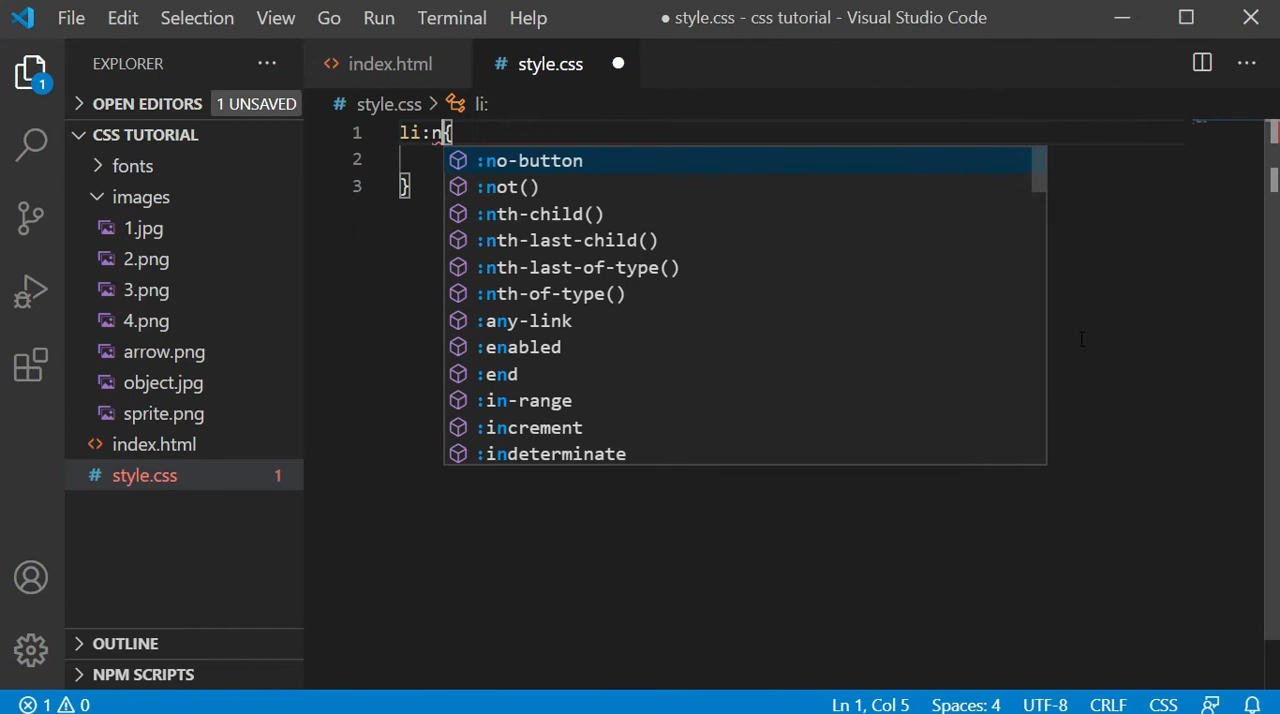 File Edit Selection View Go Run Terminal Help ● style.css - css tutorial - Visual Studio Code
EXPLORER ...
index.html
# style.css
1
OPEN EDITORS 1 UNSAVED
# style.css > li:
CSS TUTORIAL
1 li:n{
2
3 }
fonts
images
1.jpg
2.png
3.png
4.png
arrow.png
object.jpg
sprite.png
index.html
# style.css 1
:no-button
:not()
:nth-child()
:nth-last-child()
:nth-last-of-type()
:nth-of-type()
:any-link
:enabled
:end
:in-range
:increment
:indeterminate
OUTLINE
NPM SCRIPTS
1 0 Ln 1, Col 5 Spaces: 4 UTF-8 CRLF CSS